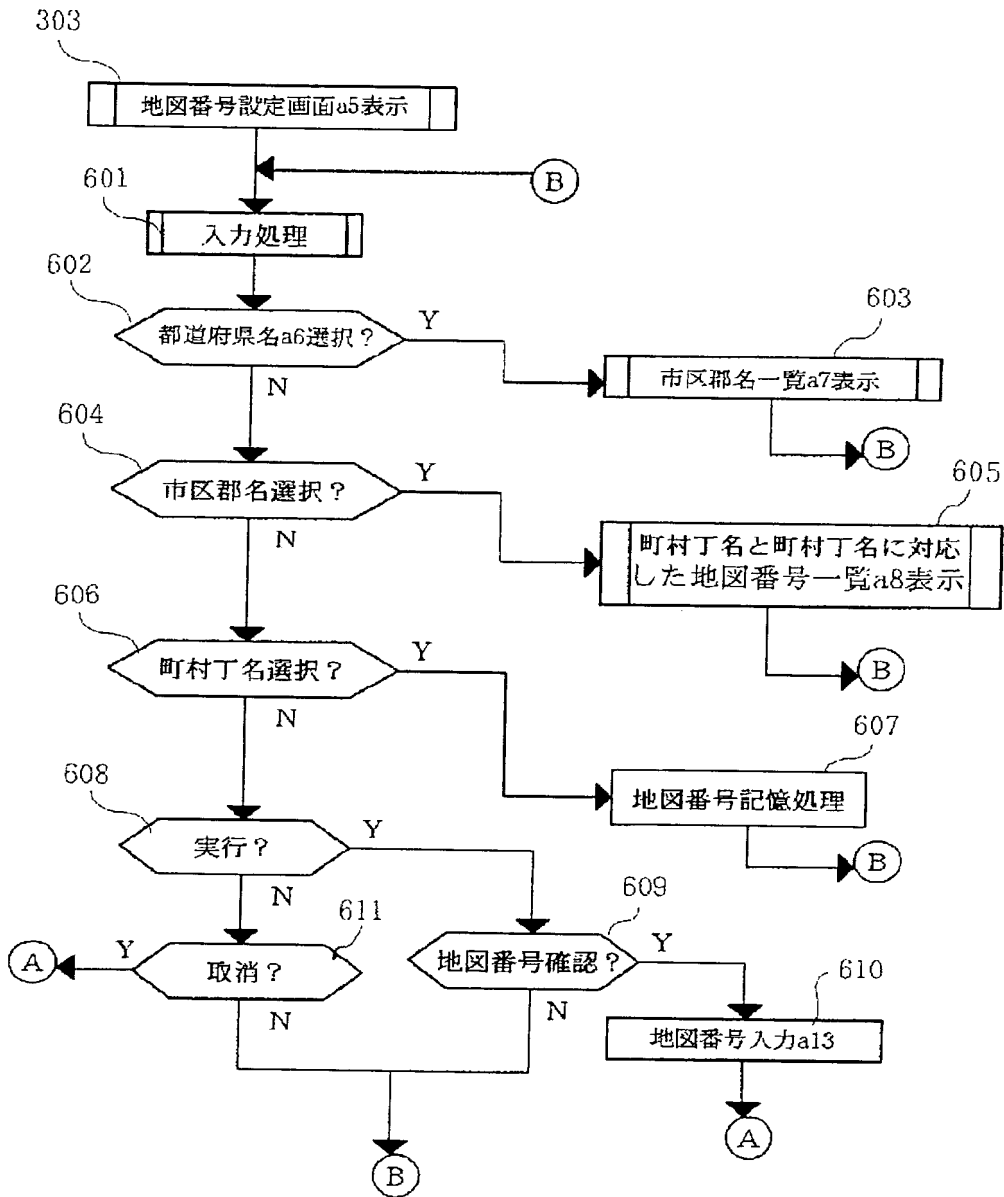 303
地図番号設定画面a5表示
B
601
入力処理
602
都道府県名a6選択？
Y
N
603
市区郡名一覧a7表示
B
604
市区郡名選択？
Y
N
605
町村丁名と町村丁名に対応
した地図番号一覧a8表示
B
606
町村丁名選択？
Y
N
607
地図番号記憶処理
B
608
実行？
Y
N
609
地図番号確認？
Y
N
611
取消？
Y
A
N
610
地図番号入力a13
A
B